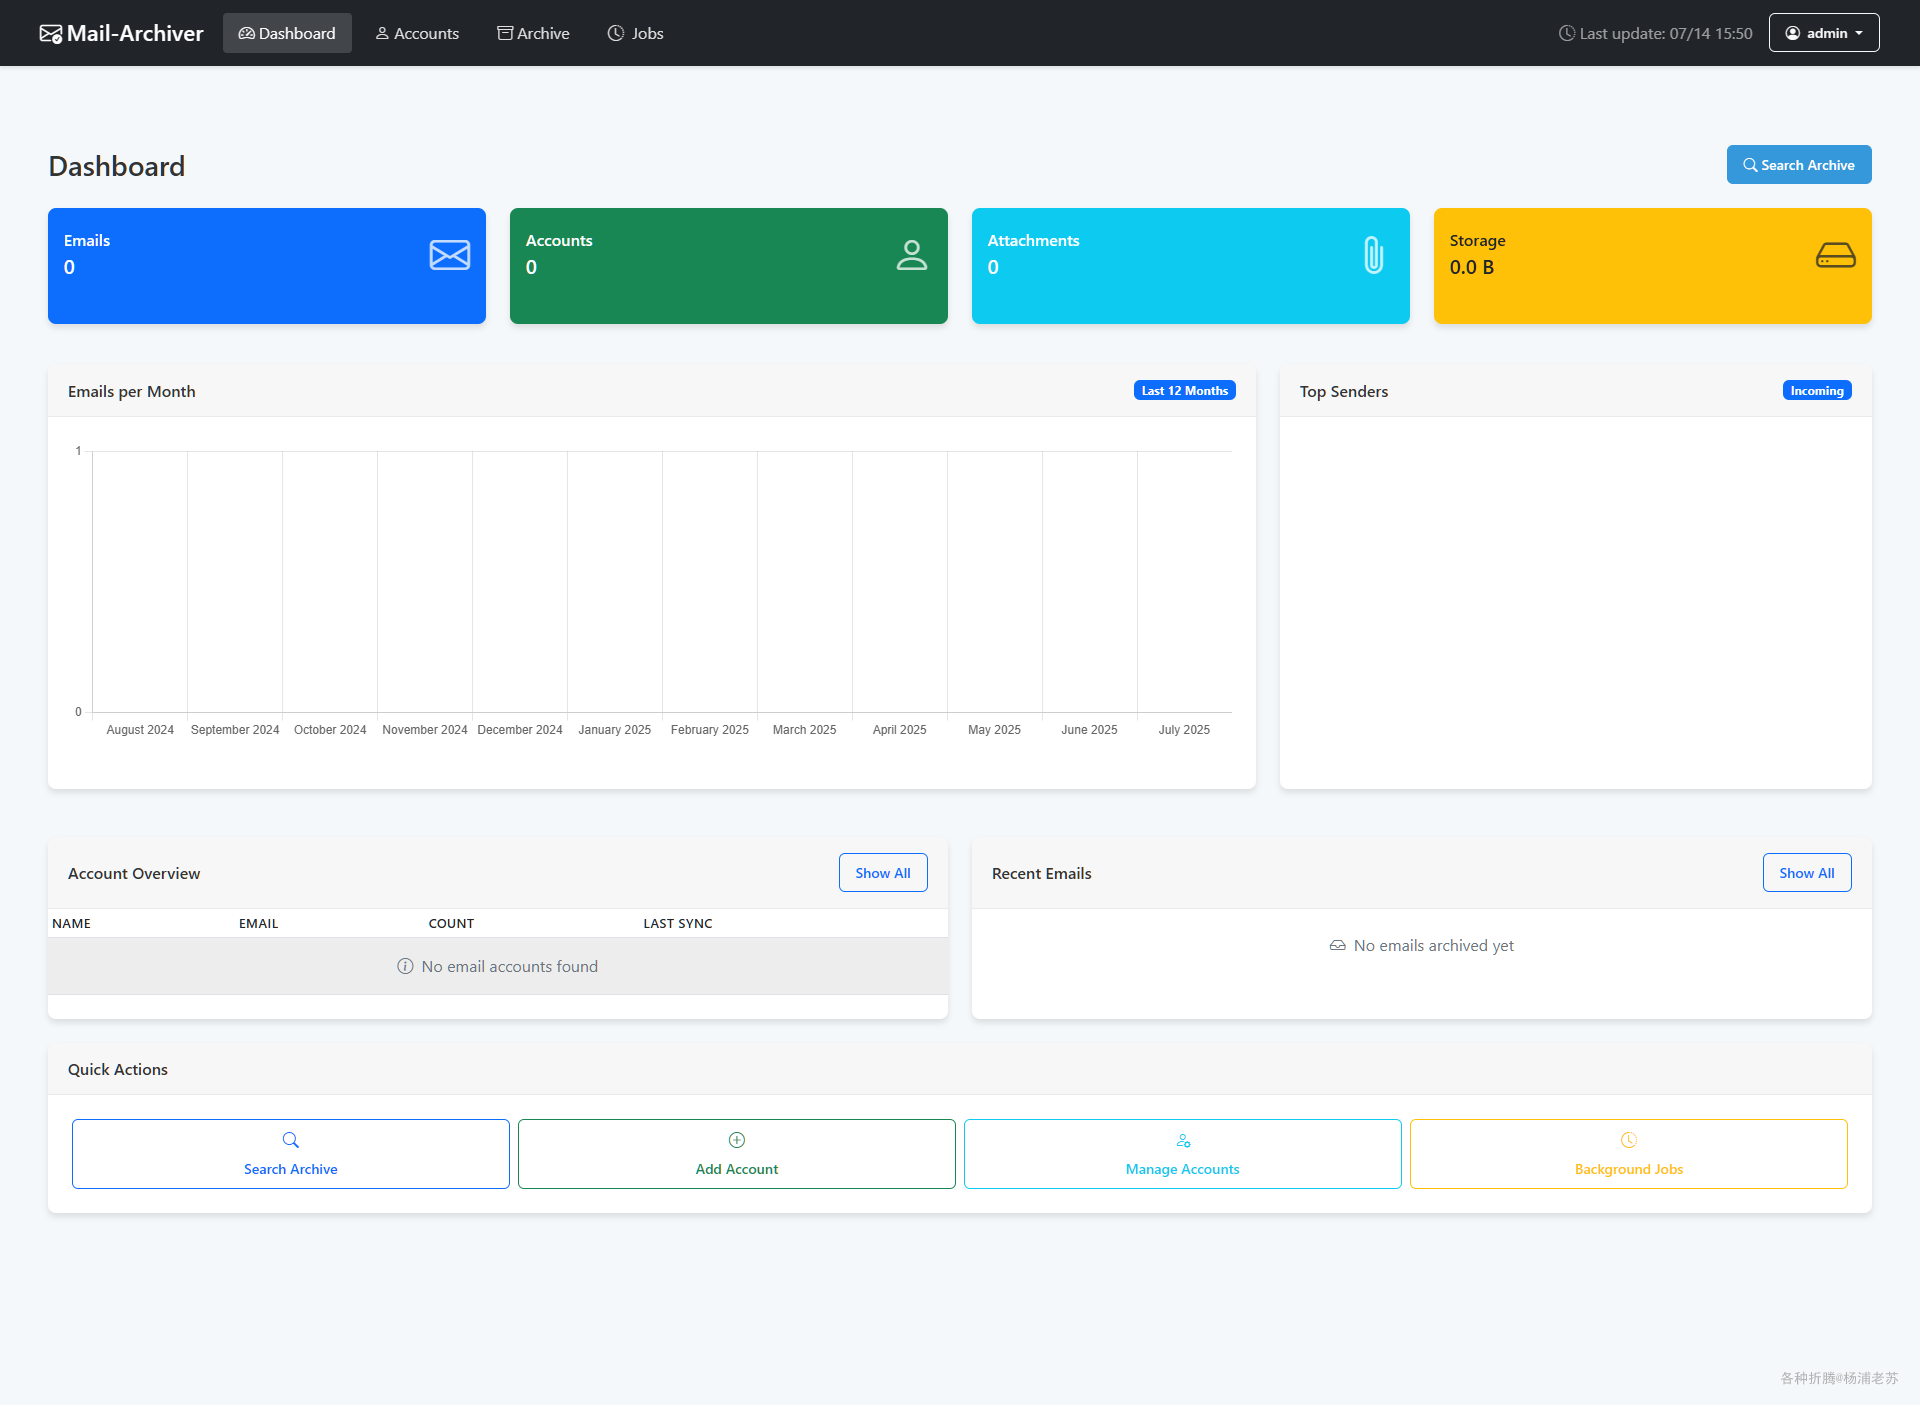 Mail-Archiver Dashboard Accounts Archive Jobs Last update: 07/14 15:50 admin
Dashboard
Search Archive
Emails
0
Accounts
0
Attachments
0
Storage
0.0 B
Emails per Month
Last 12 Months
1
0
August 2024 September 2024 October 2024 November 2024 December 2024 January 2025 February 2025 March 2025 April 2025 May 2025 June 2025 July 2025
Top Senders
Incoming
Account Overview
Show All
NAME EMAIL COUNT LAST SYNC
No email accounts found
Recent Emails
Show All
No emails archived yet
Quick Actions
Search Archive
Add Account
Manage Accounts
Background Jobs
各种折腾@杨浦老苏